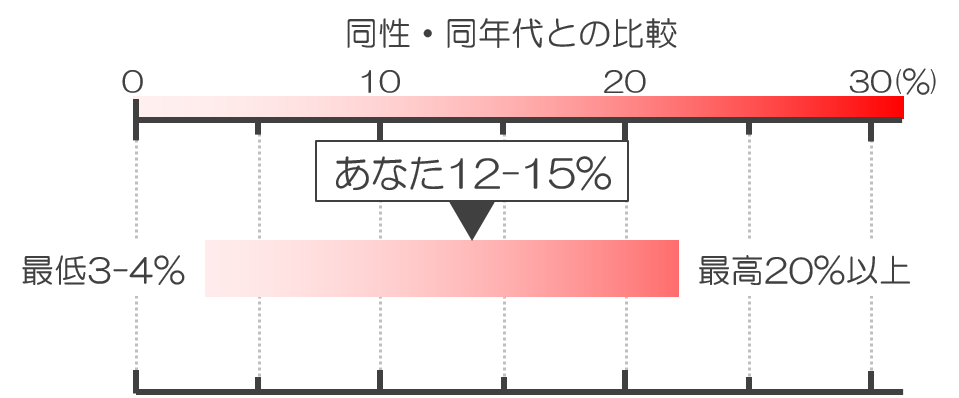 同性・同年代との比較
0 10 20 30(%)
あなた12-15%
最低3-4%
最高20%以上